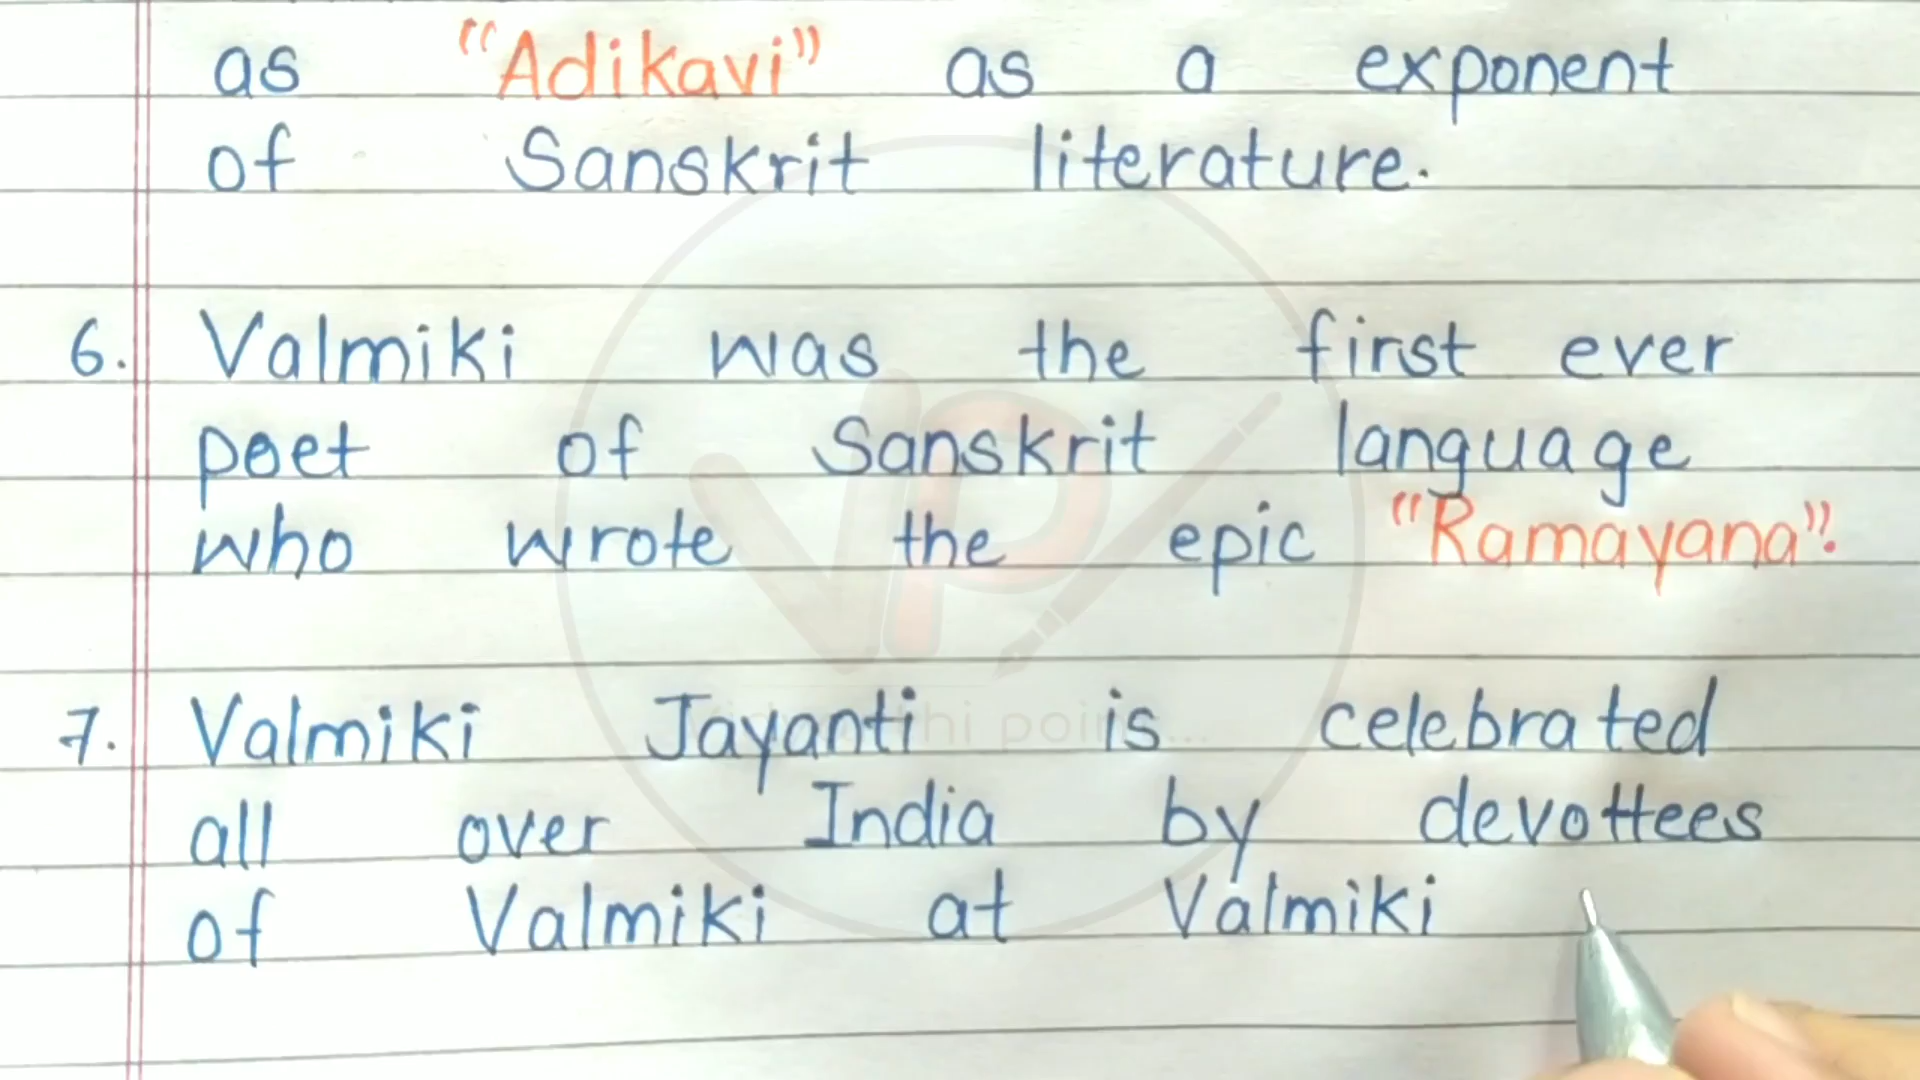 as "Adikavi" as a exponent
of Sanskrit literature.
6. Valmiki was the first ever
poet of Sanskrit language
who wrote the epic "Ramayana".
7. Valmiki Jayanti is celebrated
all over India by devottees
of Valmiki at Valmiki